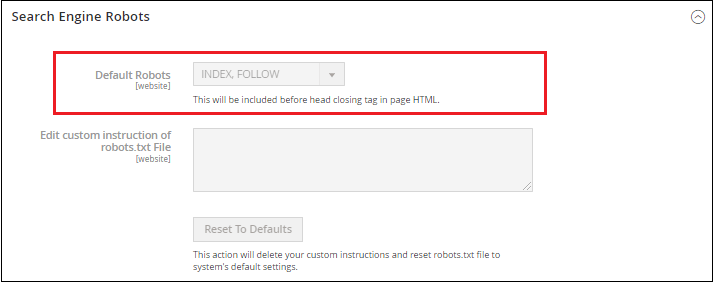 Search Engine Robots
Default Robots
[website]
INDEX, FOLLOW
This will be included before head closing tag in page HTML.
Edit custom instruction of
robots.txt File
[website]
Reset To Defaults
This action will delete your custom instructions and reset robots.txt file to
system's default settings.